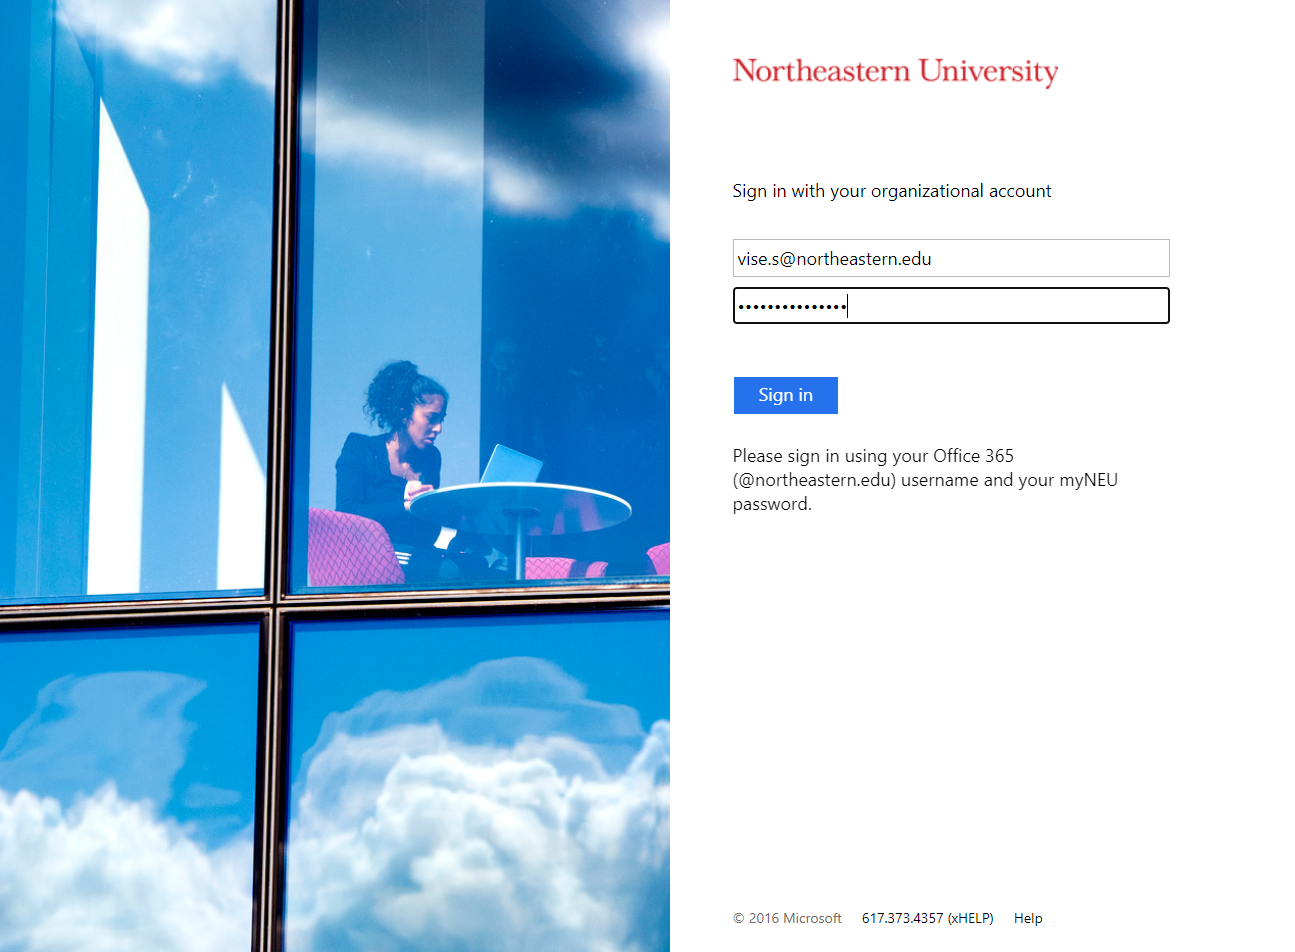 Northeastern University
Sign in with your organizational account
vise.s@northeastern.edu
•••••••••••••••
Sign in
Please sign in using your Office 365
(@northeastern.edu) username and your myNEU
password.
© 2016 Microsoft 617.373.4357 (xHELP) Help